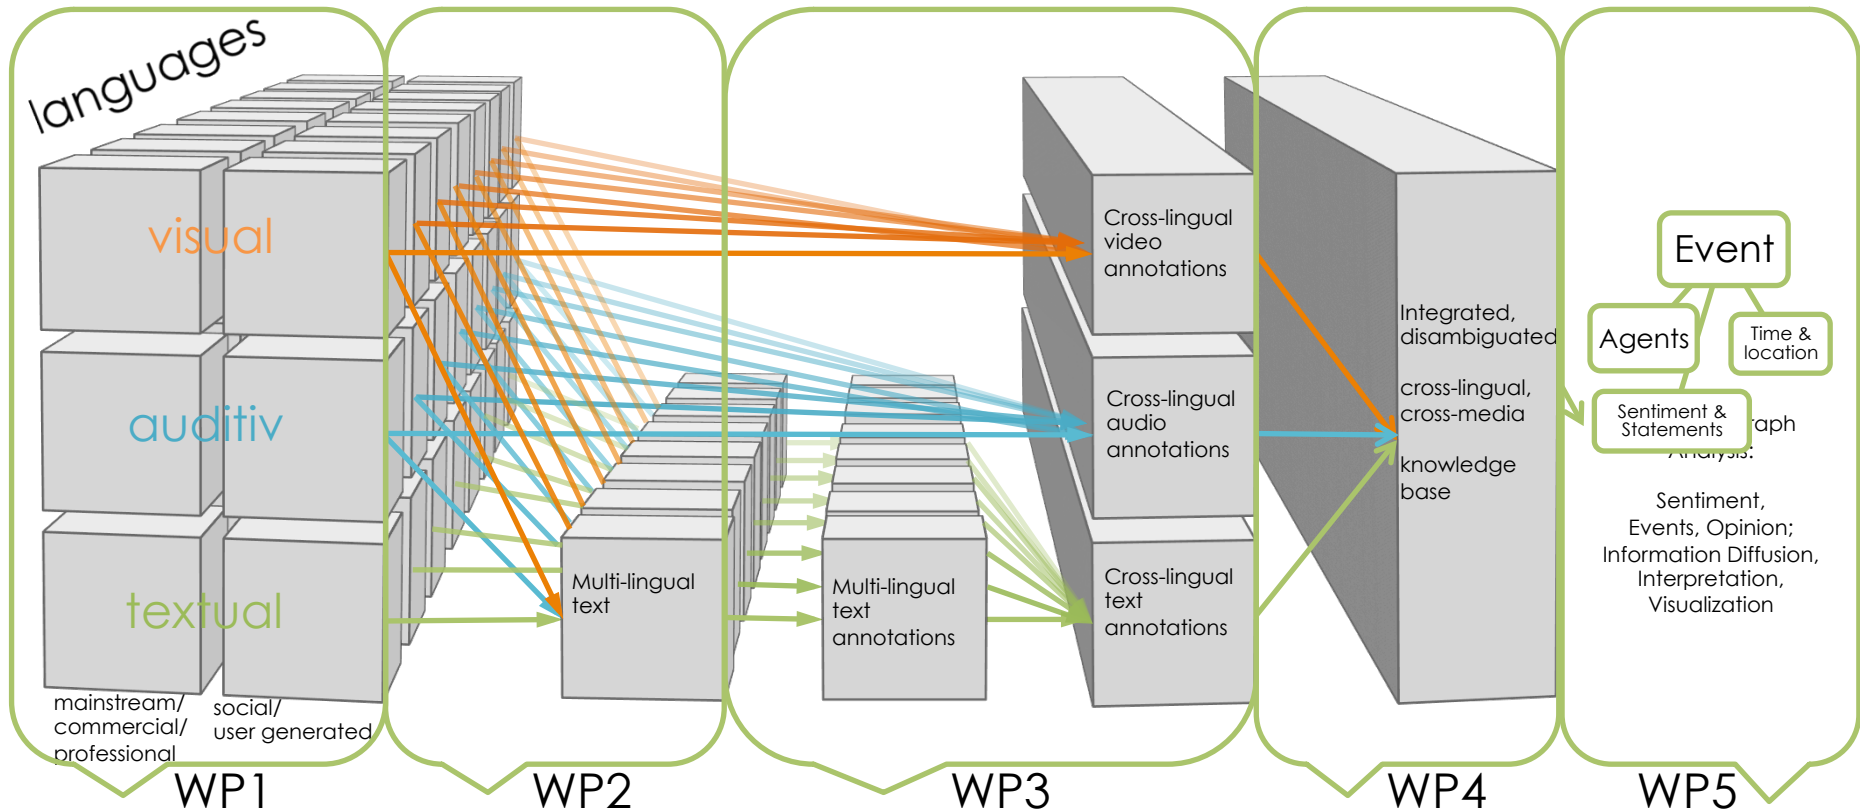 languages
visual
auditiv
textual
mainstream/
commercial/
professional
social/
user generated
WP1
Multi-lingual
text
WP2
Multi-lingual
text
annotations
Cross-lingual
video
annotations
Cross-lingual
audio
annotations
Cross-lingual
text
annotations
WP3
Integrated,
disambiguated
cross-lingual,
cross-media
knowledge
base
WP4
Event
Agents
Time &
location
Sentiment &
Statements
Analysis:
Sentiment,
Events, Opinion;
Information Diffusion,
Interpretation,
Visualization
WP5